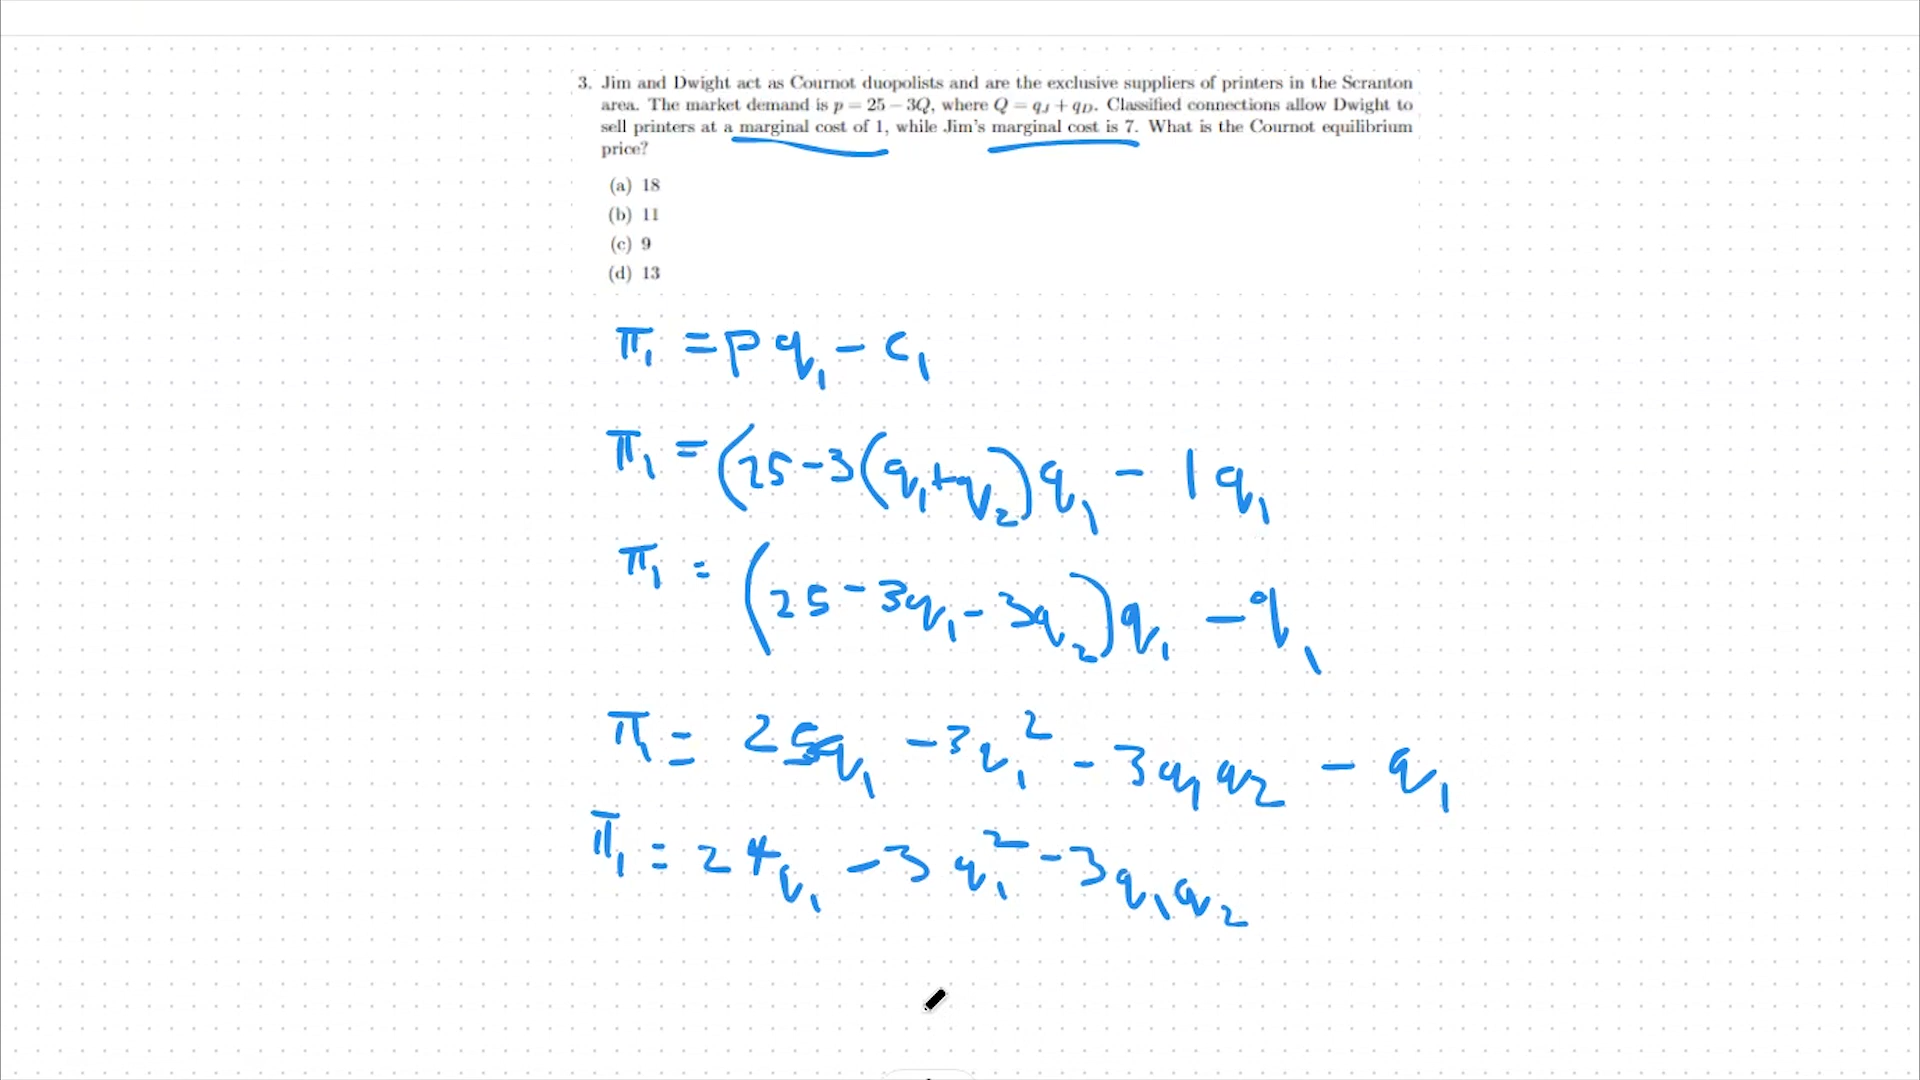 3. Jim and Dwight act as Cournot duopolists and are the exclusive suppliers of printers in the Scranton
area. The market demand is p = 25 − 3Q, where Q = q_J + q_D. Classified connections allow Dwight to
sell printers at a marginal cost of 1, while Jim's marginal cost is 7. What is the Cournot equilibrium
price?
(a) 18
(b) 11
(c) 9
(d) 13
π₁ = p q₁ − c₁
π₁ = (25 − 3(q₁ + q₂) q₁ − 1 q₁
π₁ = (25 − 3q₁ − 3q₂) q₁ − q₁
π₁ = 25q₁ − 3q₁² − 3q₁q₂ − q₁
π₁ = 24q₁ − 3q₁² − 3q₁q₂